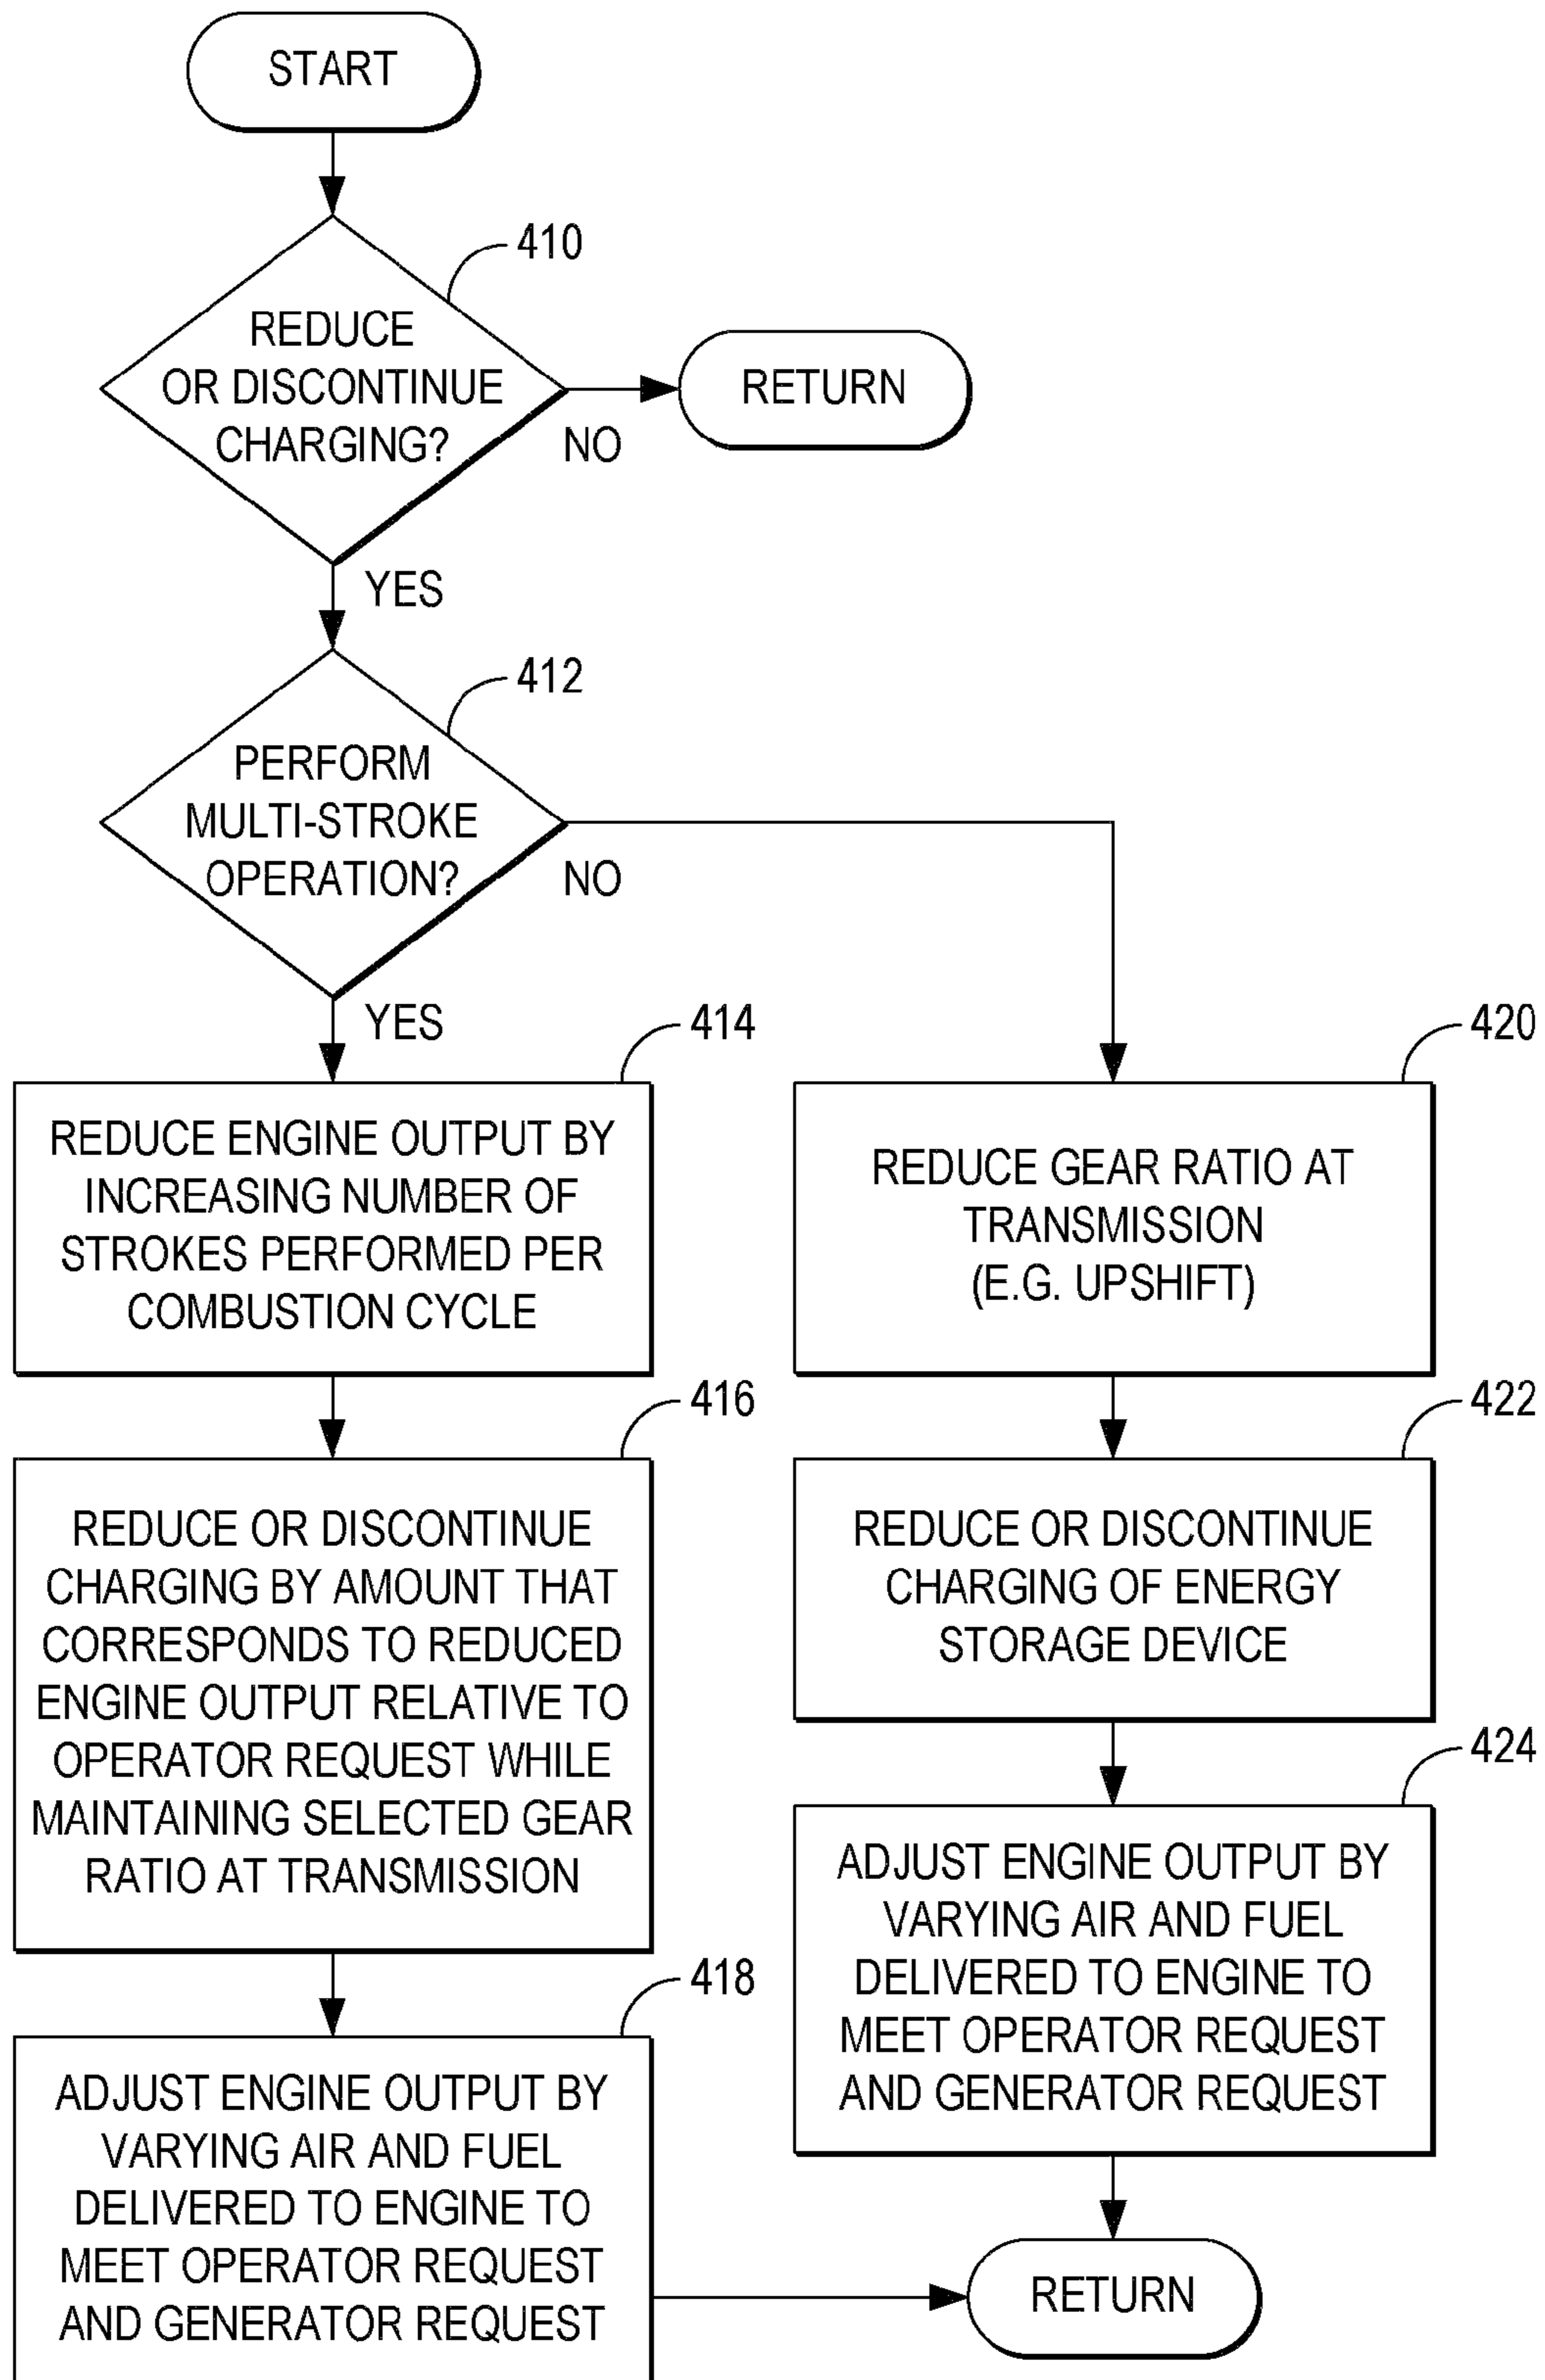 START
410
REDUCE
OR DISCONTINUE
CHARGING?
NO
RETURN
YES
412
PERFORM
MULTI-STROKE
OPERATION?
NO
YES
414
REDUCE ENGINE OUTPUT BY
INCREASING NUMBER OF
STROKES PERFORMED PER
COMBUSTION CYCLE
416
REDUCE OR DISCONTINUE
CHARGING BY AMOUNT THAT
CORRESPONDS TO REDUCED
ENGINE OUTPUT RELATIVE TO
OPERATOR REQUEST WHILE
MAINTAINING SELECTED GEAR
RATIO AT TRANSMISSION
418
ADJUST ENGINE OUTPUT BY
VARYING AIR AND FUEL
DELIVERED TO ENGINE TO
MEET OPERATOR REQUEST
AND GENERATOR REQUEST
420
REDUCE GEAR RATIO AT
TRANSMISSION
(E.G. UPSHIFT)
422
REDUCE OR DISCONTINUE
CHARGING OF ENERGY
STORAGE DEVICE
424
ADJUST ENGINE OUTPUT BY
VARYING AIR AND FUEL
DELIVERED TO ENGINE TO
MEET OPERATOR REQUEST
AND GENERATOR REQUEST
RETURN